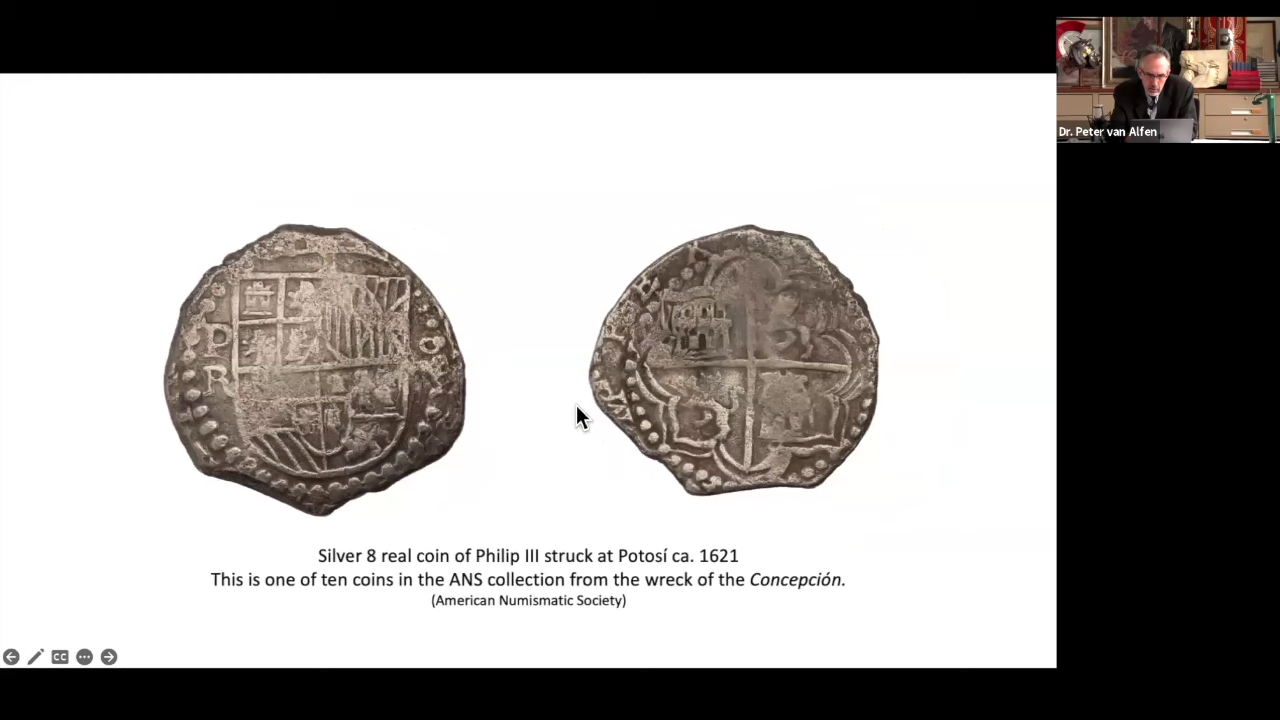 Dr. Peter van Alfen
P
R
O
Silver 8 real coin of Philip III struck at Potosí ca. 1621
This is one of ten coins in the ANS collection from the wreck of the Concepción.
(American Numismatic Society)
CC